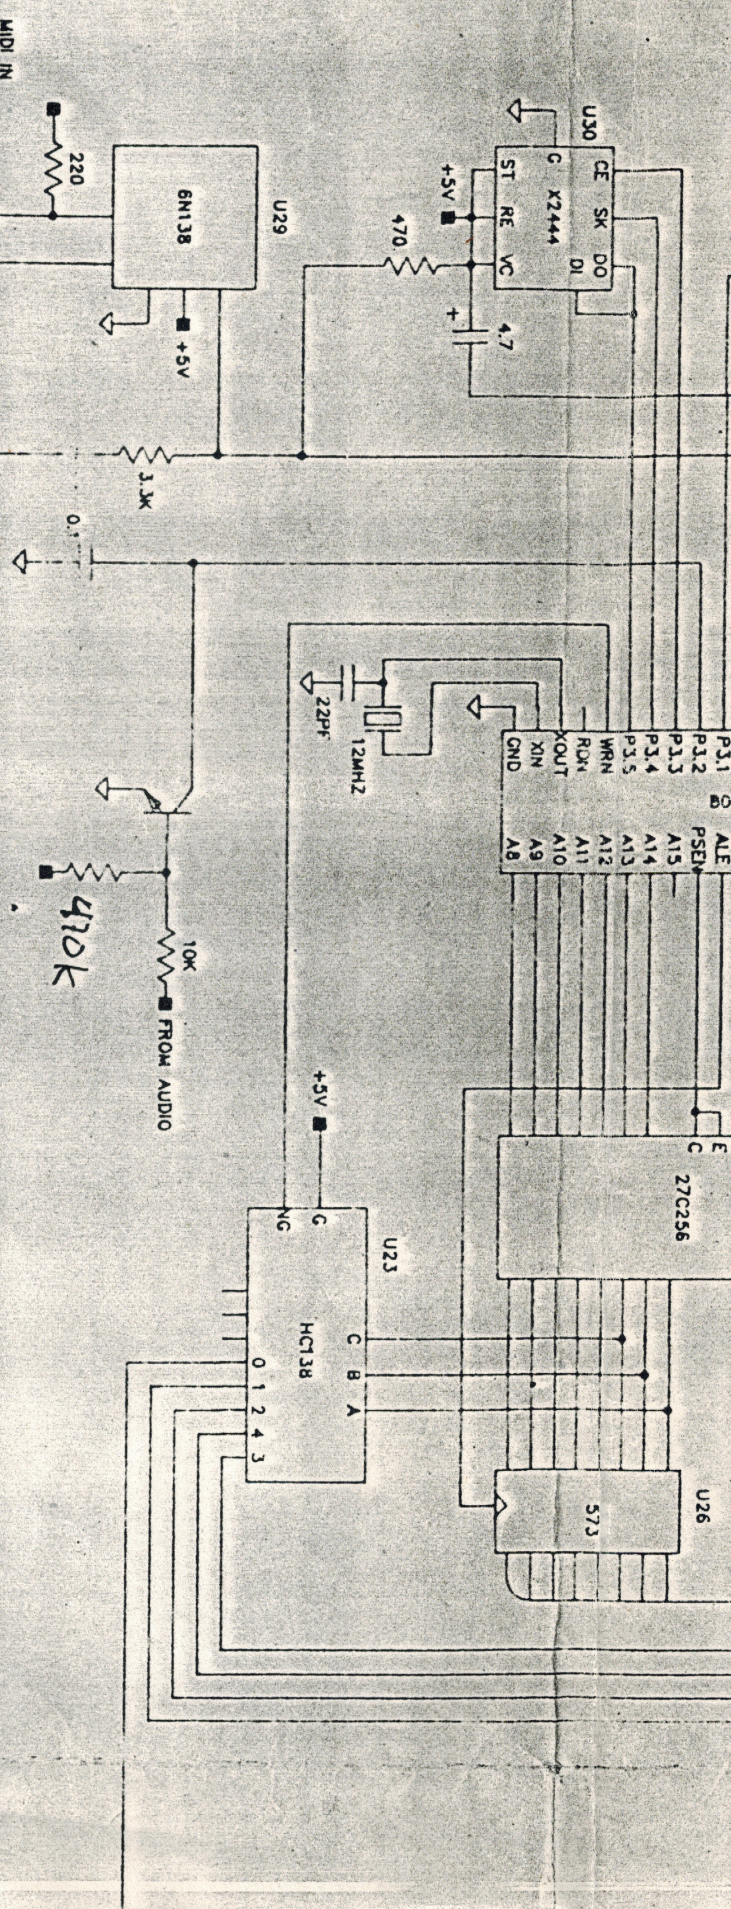 MIDI IN
220
6N138
U29
+5V
3.3K
0.1
U30
G
CE
SK
DO
DI
X2444
ST
RE
VC
+5V
470
4.7
+
P3.1
P3.2
P3.3
P3.4
P3.5
WRN
RDN
XOUT
XIN
GND
ALE
PSEN
A15
A14
A13
A12
A11
A10
A9
A8
22Pf
12MHZ
470K
10K
FROM AUDIO
+5V
E
C
27C256
U23
G
NG
HC138
C
B
A
0
1
2
4
3
U26
573